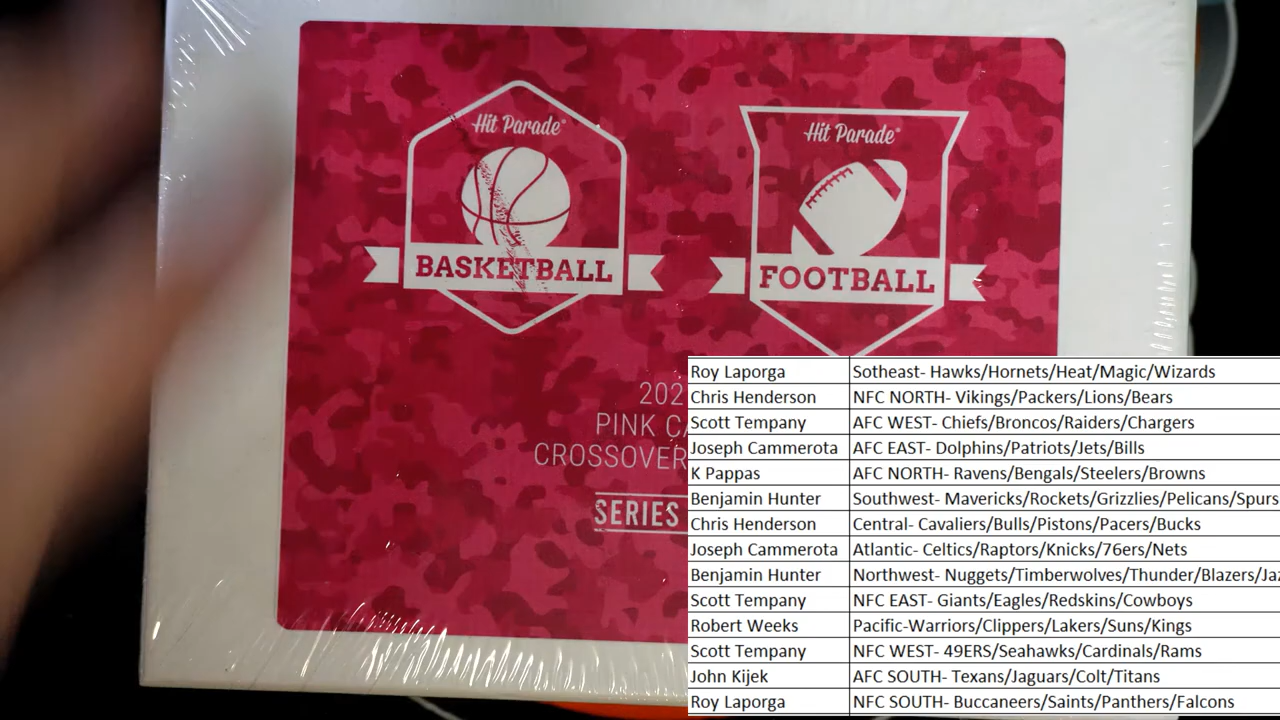 Hit Parade®
BASKETBALL
Hit Parade®
FOOTBALL
202
PINK
CROSSOVER
SERIES
Roy Laporga Sotheast- Hawks/Hornets/Heat/Magic/Wizards
Chris Henderson NFC NORTH- Vikings/Packers/Lions/Bears
Scott Tempany AFC WEST- Chiefs/Broncos/Raiders/Chargers
Joseph Cammerota AFC EAST- Dolphins/Patriots/Jets/Bills
K Pappas AFC NORTH- Ravens/Bengals/Steelers/Browns
Benjamin Hunter Southwest- Mavericks/Rockets/Grizzlies/Pelicans/Spurs
Chris Henderson Central- Cavaliers/Bulls/Pistons/Pacers/Bucks
Joseph Cammerota Atlantic- Celtics/Raptors/Knicks/76ers/Nets
Benjamin Hunter Northwest- Nuggets/Timberwolves/Thunder/Blazers/Jaz
Scott Tempany NFC EAST- Giants/Eagles/Redskins/Cowboys
Robert Weeks Pacific-Warriors/Clippers/Lakers/Suns/Kings
Scott Tempany NFC WEST- 49ERS/Seahawks/Cardinals/Rams
John Kijek AFC SOUTH- Texans/Jaguars/Colt/Titans
Roy Laporga NFC SOUTH- Buccaneers/Saints/Panthers/Falcons